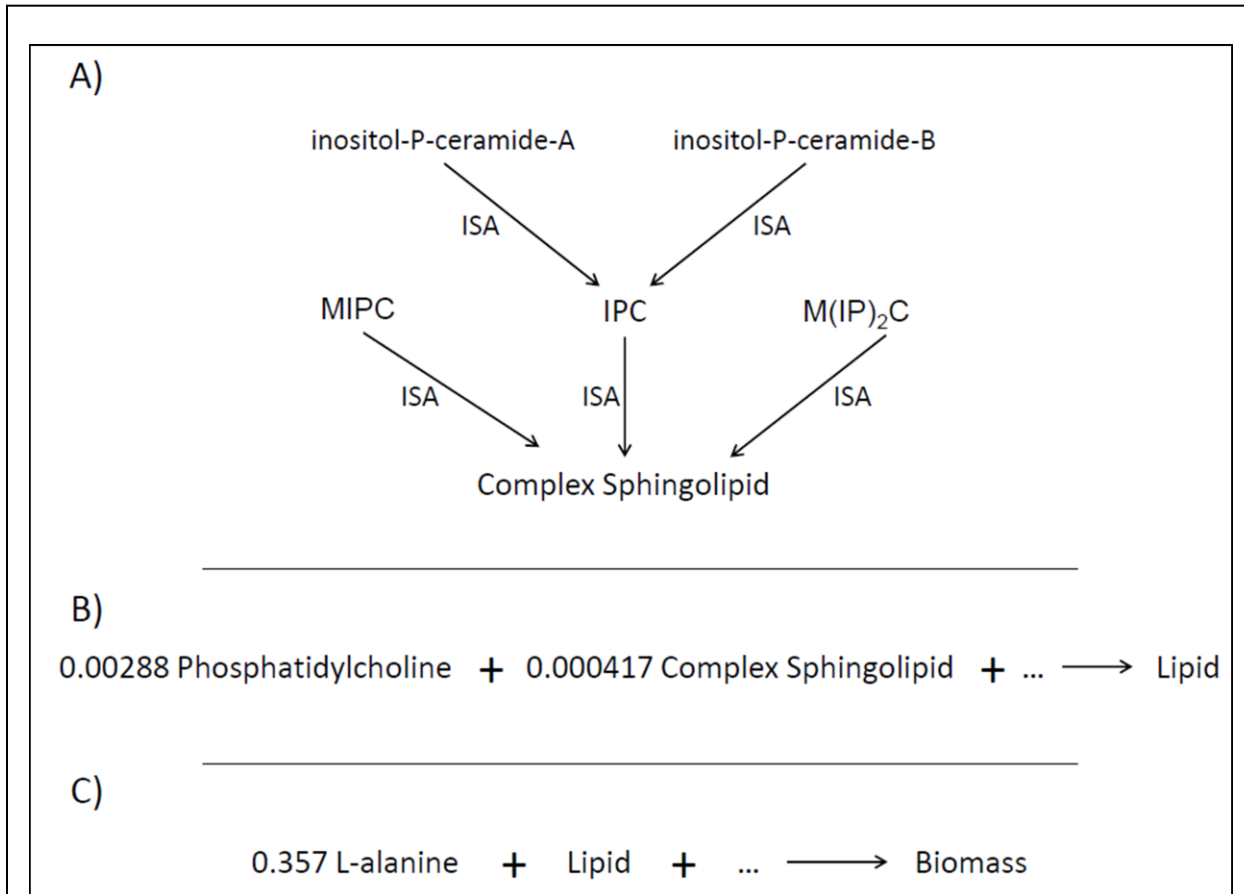 A)
inositol-P-ceramide-A inositol-P-ceramide-B
ISA ISA
MIPC IPC M(IP)₂C
ISA ISA ISA
Complex Sphingolipid
B)
0.00288 Phosphatidylcholine + 0.000417 Complex Sphingolipid + ... → Lipid
C)
0.357 L-alanine + Lipid + ... → Biomass